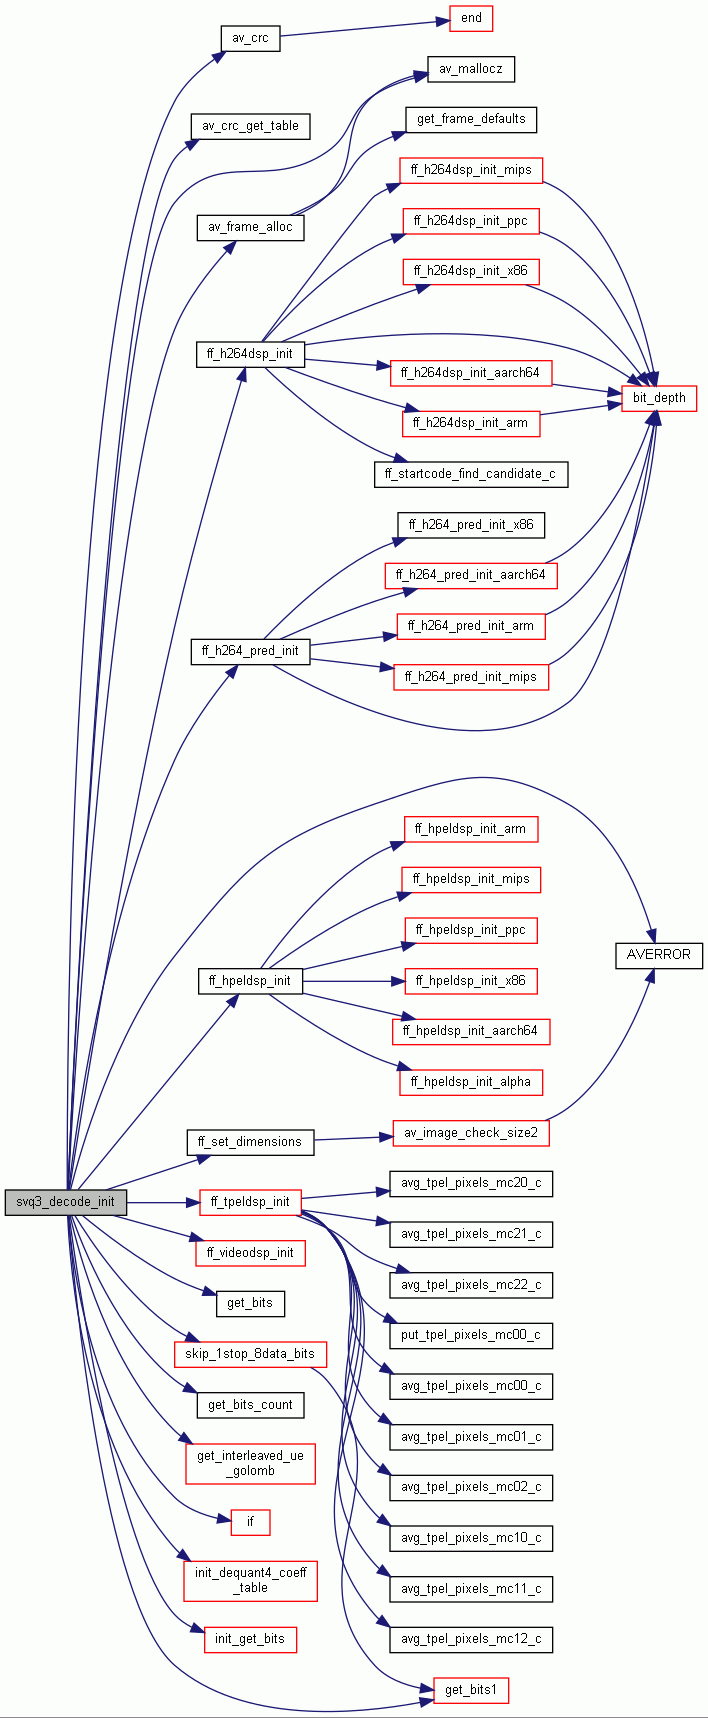 end
av_crc
av_mallocz
get_frame_defaults
av_crc_get_table
ff_h264dsp_init_mips
av_frame_alloc
ff_h264dsp_init_ppc
ff_h264dsp_init_x86
ff_h264dsp_init
ff_h264dsp_init_aarch64
bit_depth
ff_h264dsp_init_arm
ff_startcode_find_candidate_c
ff_h264_pred_init_x86
ff_h264_pred_init_aarch64
ff_h264_pred_init_arm
ff_h264_pred_init
ff_h264_pred_init_mips
ff_hpeldsp_init_arm
ff_hpeldsp_init_mips
ff_hpeldsp_init_ppc
AVERROR
ff_hpeldsp_init
ff_hpeldsp_init_x86
ff_hpeldsp_init_aarch64
ff_hpeldsp_init_alpha
ff_set_dimensions
av_image_check_size2
avg_tpel_pixels_mc20_c
svq3_decode_init
ff_tpeldsp_init
avg_tpel_pixels_mc21_c
ff_videodsp_init
avg_tpel_pixels_mc22_c
get_bits
put_tpel_pixels_mc00_c
skip_1stop_8data_bits
avg_tpel_pixels_mc00_c
get_bits_count
avg_tpel_pixels_mc01_c
get_interleaved_ue
_golomb
avg_tpel_pixels_mc02_c
if
avg_tpel_pixels_mc10_c
init_dequant4_coeff
_table
avg_tpel_pixels_mc11_c
init_get_bits
avg_tpel_pixels_mc12_c
get_bits1